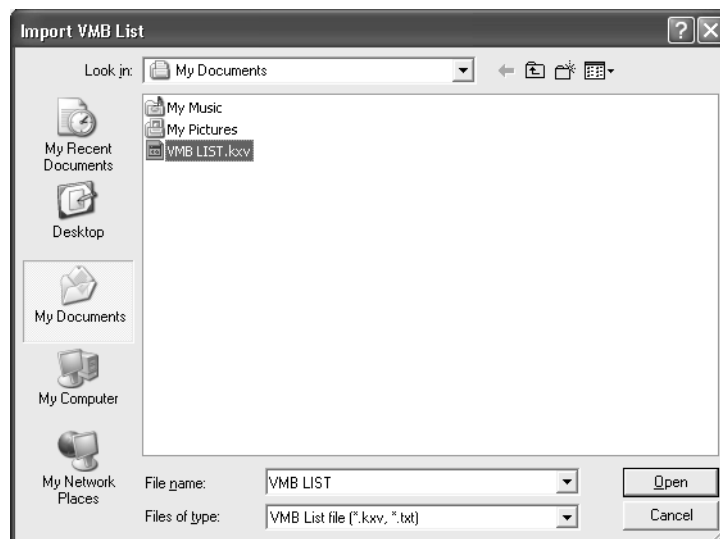 Import VMB List
Look in: My Documents
My Recent
Documents
Desktop
My Documents
My Computer
My Network
Places
My Music
My Pictures
VMB LIST.kxv
File name: VMB LIST Open
Files of type: VMB List file (*.kxv, *.txt) Cancel